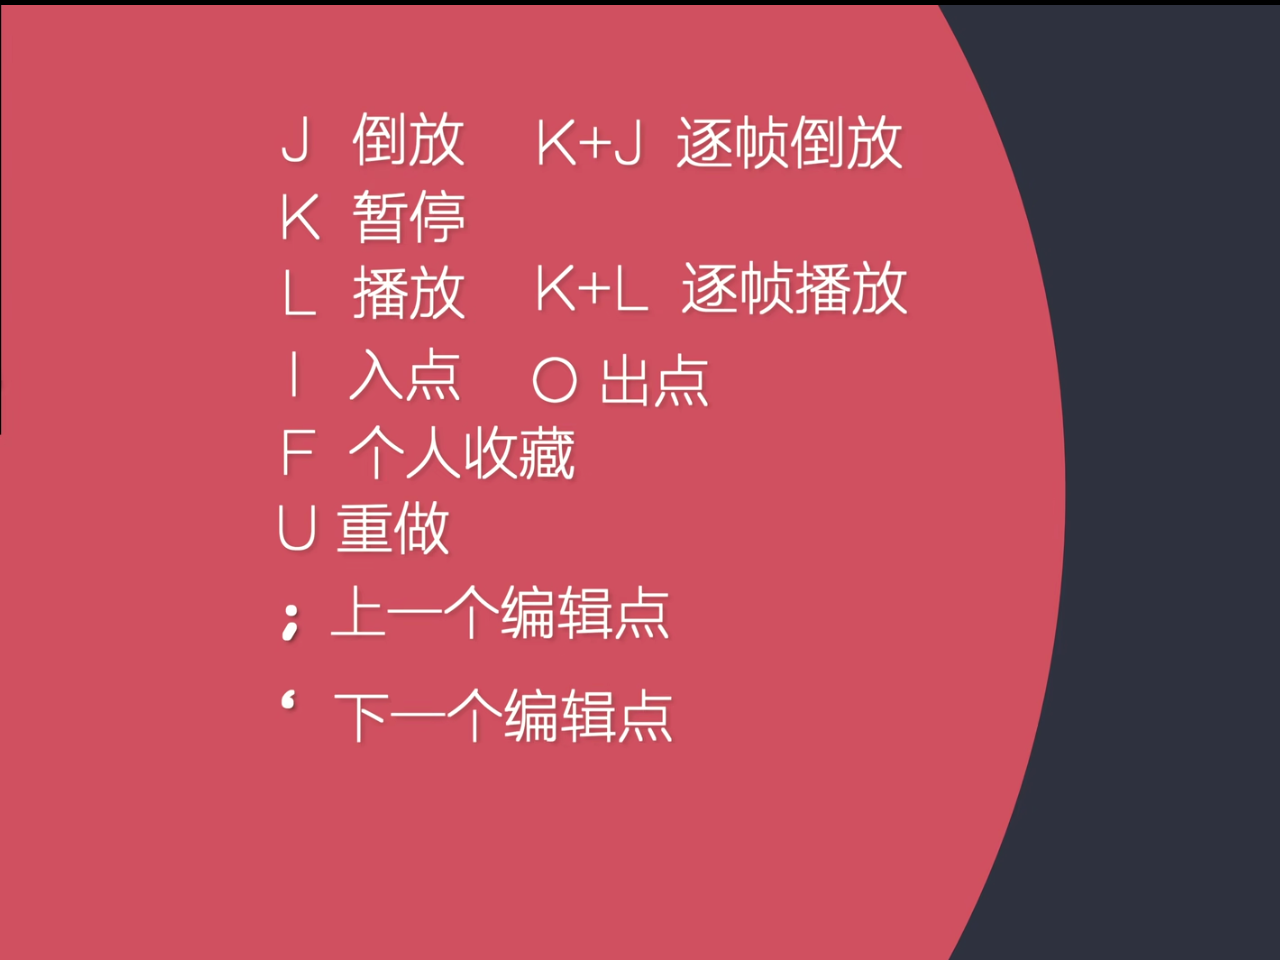 J 倒放 K+J 逐帧倒放
K 暂停
L 播放 K+L 逐帧播放
I 入点 O 出点
F 个人收藏
U 重做
; 上一个编辑点
‘ 下一个编辑点